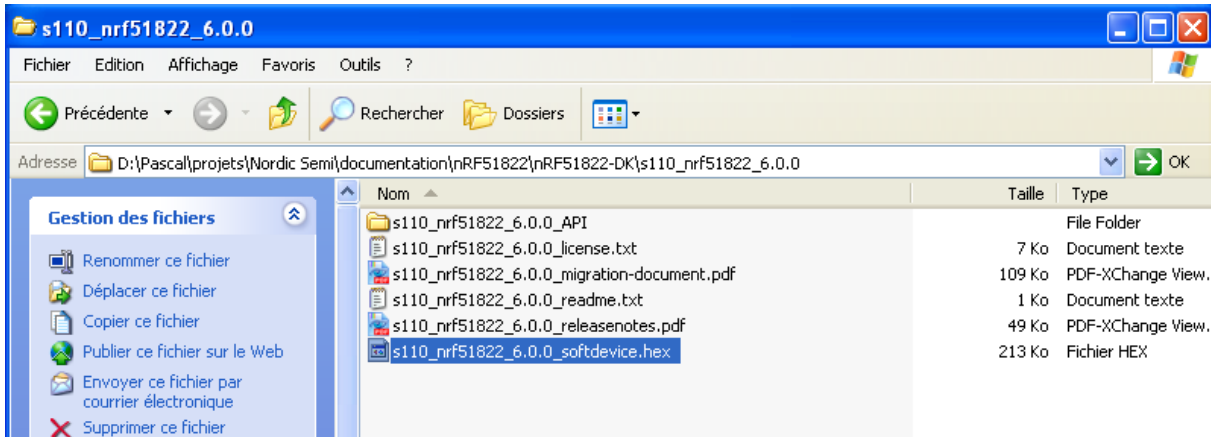 s110_nrf51822_6.0.0
Fichier Edition Affichage Favoris Outils ?
Précédente Rechercher Dossiers
Adresse D:\Pascal\projets\Nordic Semi\documentation\nRF51822\nRF51822-DK\s110_nrf51822_6.0.0 OK
Nom Taille Type
Gestion des fichiers
Renommer ce fichier
Déplacer ce fichier
Copier ce fichier
Publier ce fichier sur le Web
Envoyer ce fichier par
courrier électronique
Supprimer ce fichier
s110_nrf51822_6.0.0_API File Folder
s110_nrf51822_6.0.0_license.txt 7 Ko Document texte
s110_nrf51822_6.0.0_migration-document.pdf 109 Ko PDF-XChange View.
s110_nrf51822_6.0.0_readme.txt 1 Ko Document texte
s110_nrf51822_6.0.0_releasenotes.pdf 49 Ko PDF-XChange View.
s110_nrf51822_6.0.0_softdevice.hex 213 Ko Fichier HEX